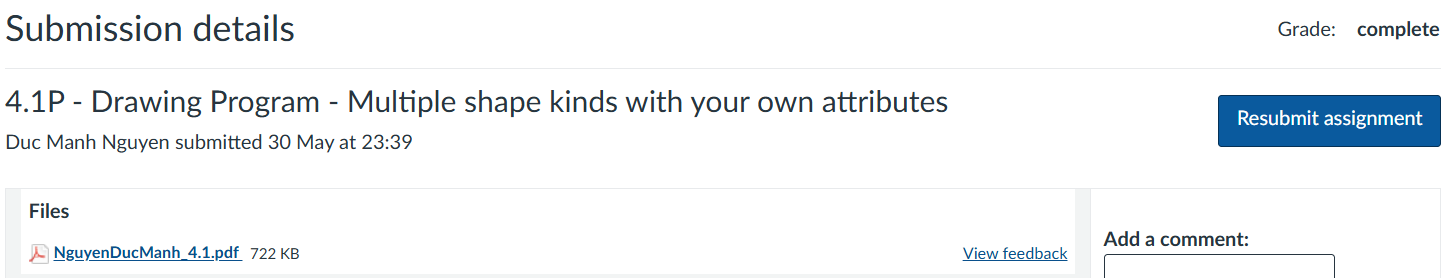 Submission details
Grade: complete
4.1P - Drawing Program - Multiple shape kinds with your own attributes
Resubmit assignment
Duc Manh Nguyen submitted 30 May at 23:39
Files
NguyenDucManh_4.1.pdf 722 KB
View feedback
Add a comment: